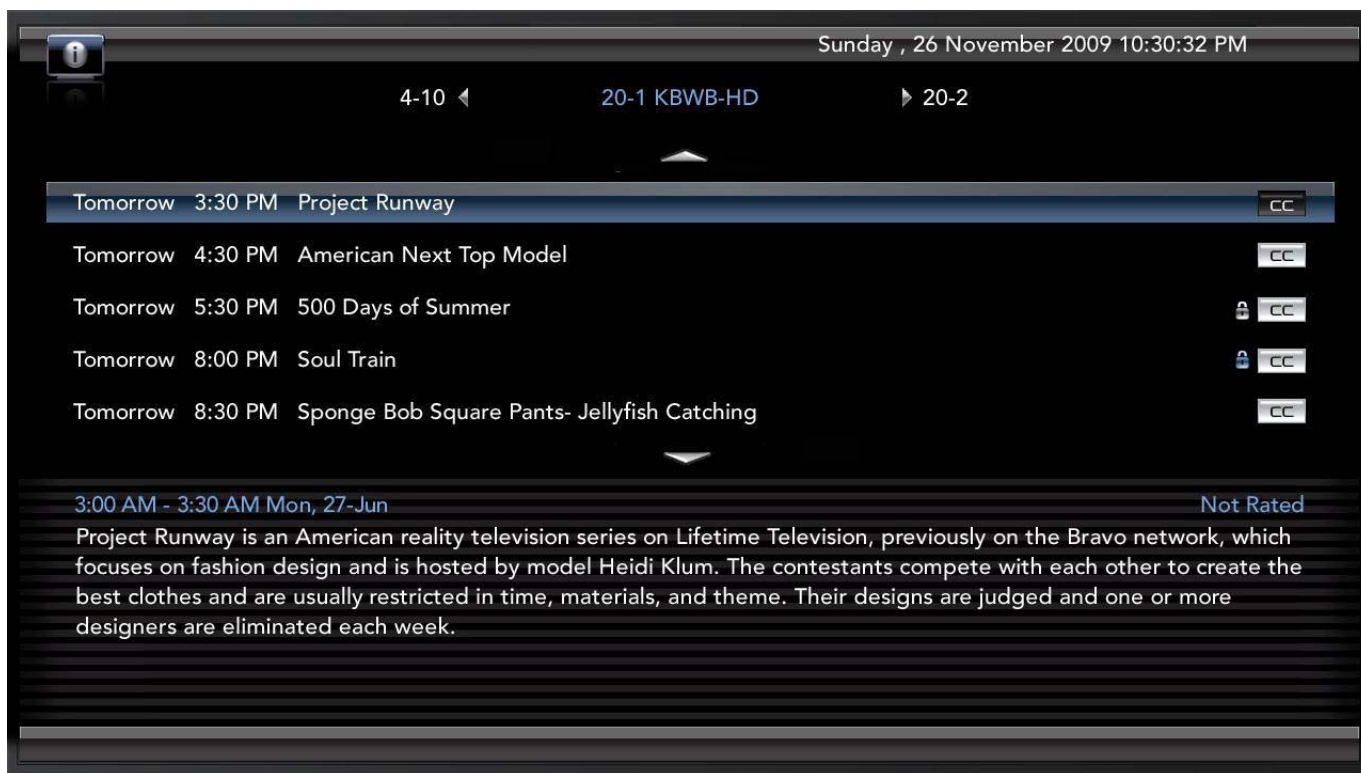 i
Sunday , 26 November 2009 10:30:32 PM
4-10 20-1 KBWB-HD 20-2
Tomorrow 3:30 PM Project Runway CC
Tomorrow 4:30 PM American Next Top Model CC
Tomorrow 5:30 PM 500 Days of Summer CC
Tomorrow 8:00 PM Soul Train CC
Tomorrow 8:30 PM Sponge Bob Square Pants- Jellyfish Catching CC
3:00 AM - 3:30 AM Mon, 27-Jun Not Rated
Project Runway is an American reality television series on Lifetime Television, previously on the Bravo network, which
focuses on fashion design and is hosted by model Heidi Klum. The contestants compete with each other to create the
best clothes and are usually restricted in time, materials, and theme. Their designs are judged and one or more
designers are eliminated each week.